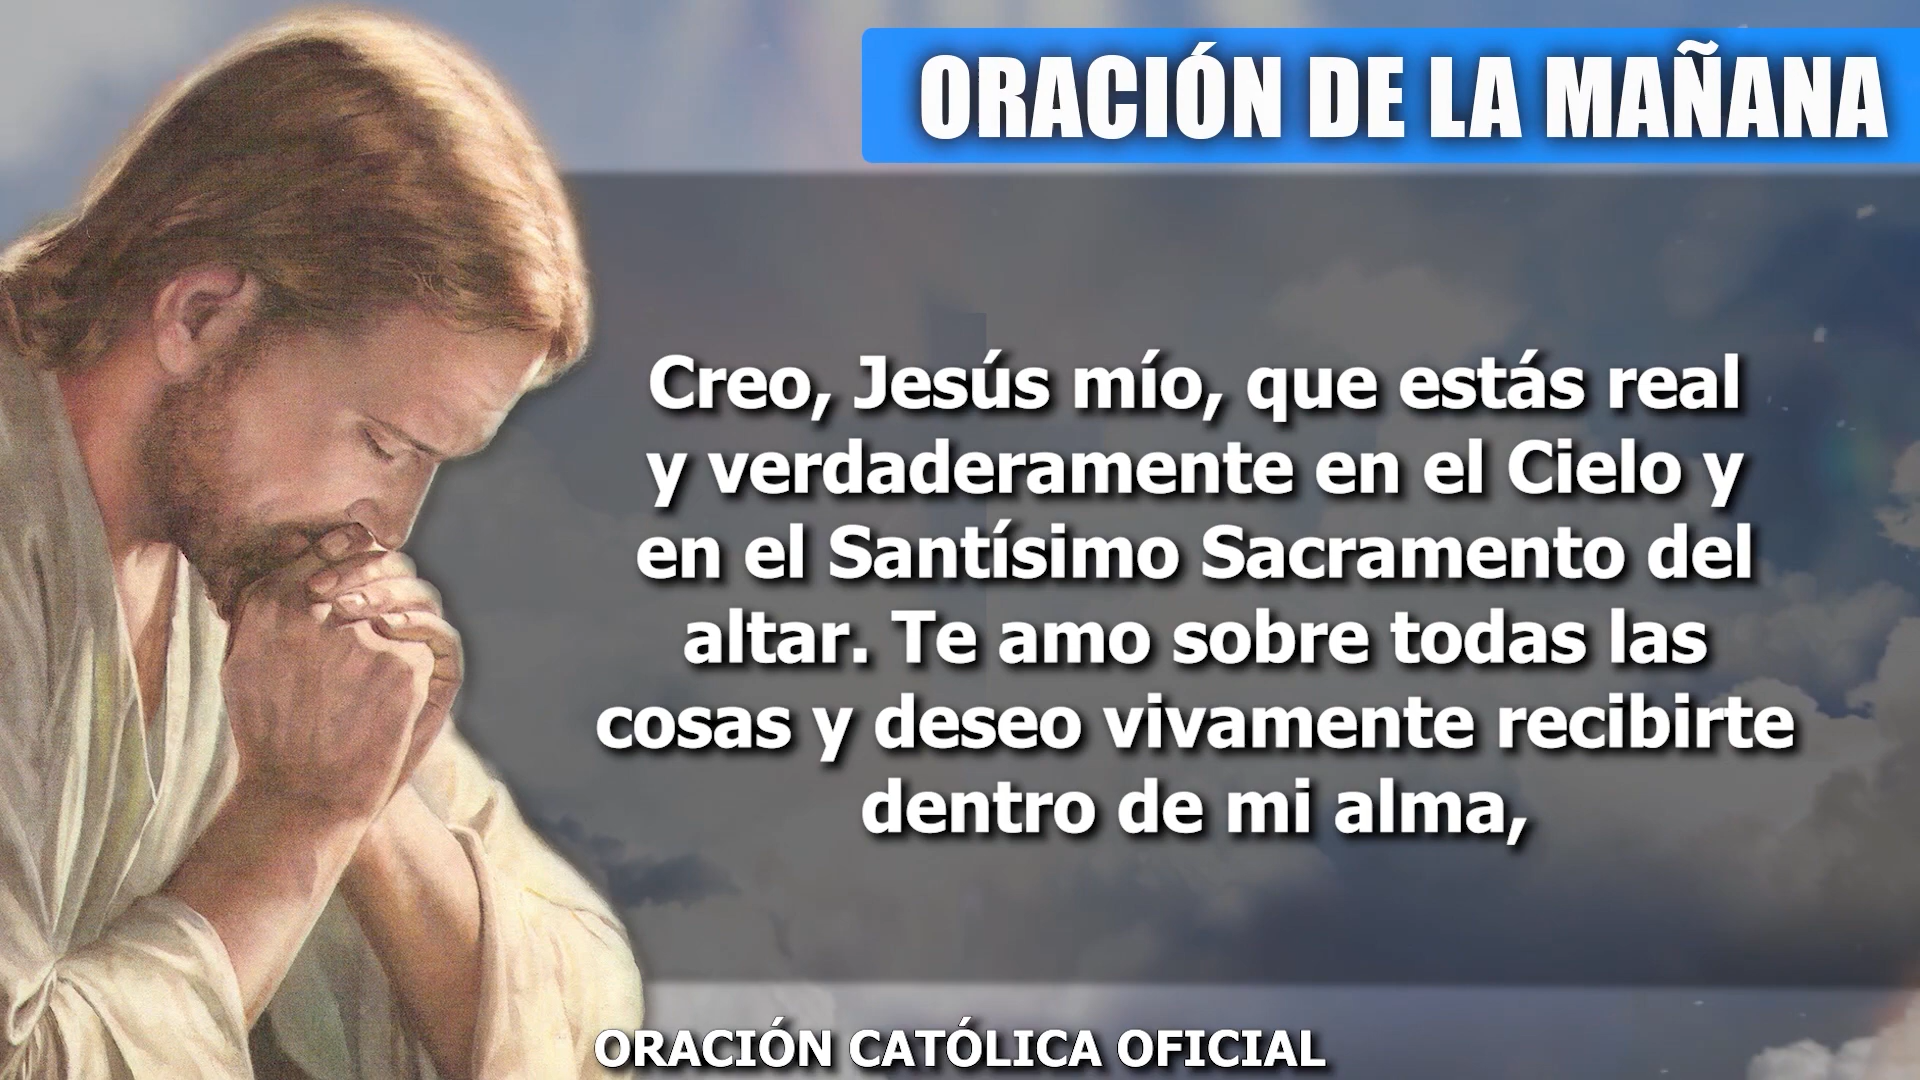 ORACIÓN DE LA MAÑANA
Creo, Jesús mío, que estás real
y verdaderamente en el Cielo y
en el Santísimo Sacramento del
altar. Te amo sobre todas las
cosas y deseo vivamente recibirte
dentro de mi alma,
ORACIÓN CATÓLICA OFICIAL